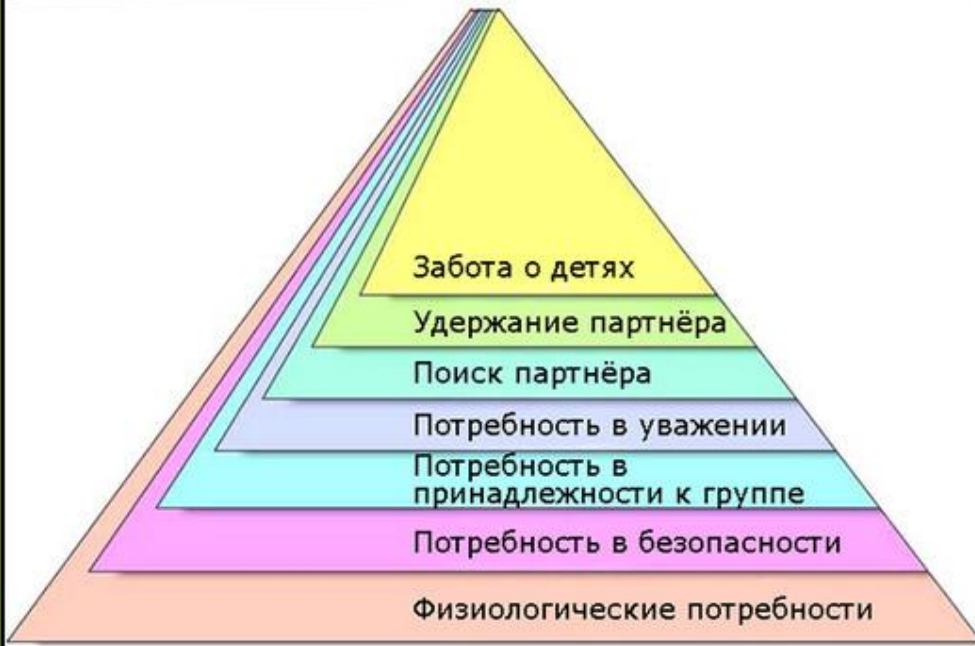 Забота о детях
Удержание партнёра
Поиск партнёра
Потребность в уважении
Потребность в
принадлежности к группе
Потребность в безопасности
Физиологические потребности